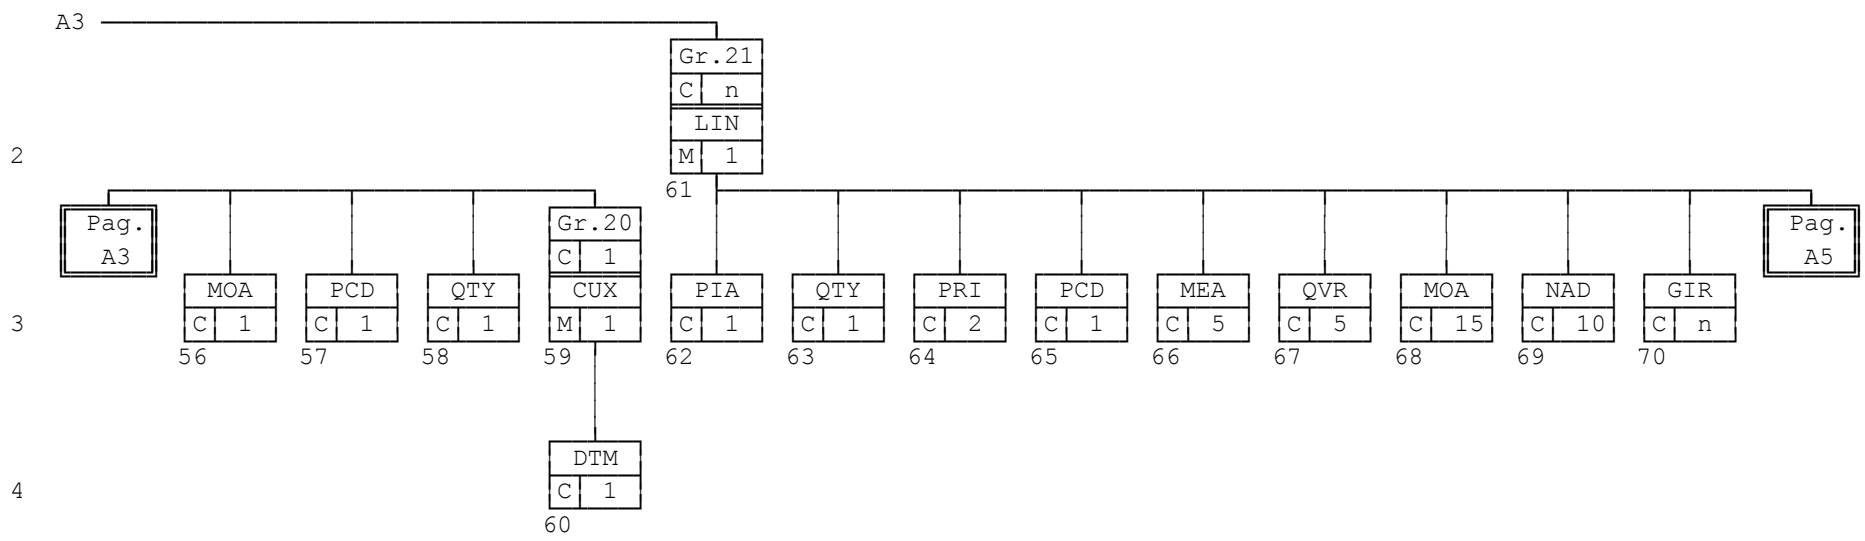 A3
Gr.21
C n
LIN
2 M 1
61
Pag. Gr.20 Pag.
A3 C 1 A5
MOA PCD QTY CUX PIA QTY PRI PCD MEA QVR MOA NAD GIR
3 C 1 C 1 C 1 M 1 C 1 C 1 C 2 C 1 C 5 C 5 C 15 C 10 C n
56 57 58 59 62 63 64 65 66 67 68 69 70
DTM
4 C 1
60